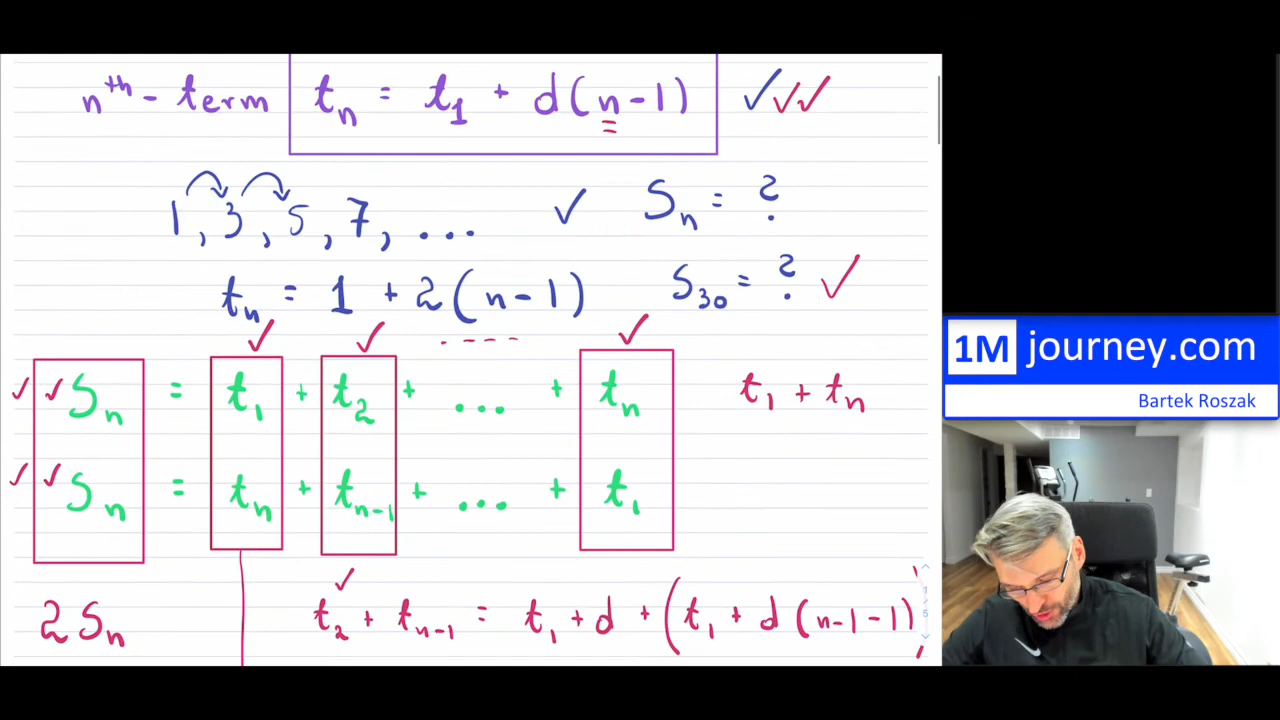 nᵗʰ - term tₙ = t₁ + d(n-1) ✓✓✓
1, 3, 5, 7, ... ✓ Sₙ = ?
tₙ = 1 + 2(n-1) S₃₀ = ? ✓
✓ ✓ ✓
✓ ✓ Sₙ = t₁ + t₂ + ... + tₙ t₁ + tₙ
✓ ✓ Sₙ = tₙ + tₙ₋₁ + ... + t₁
✓
2Sₙ t₂ + tₙ₋₁ = t₁ + d + (t₁ + d(n-1-1)
1M journey.com
Bartek Roszak